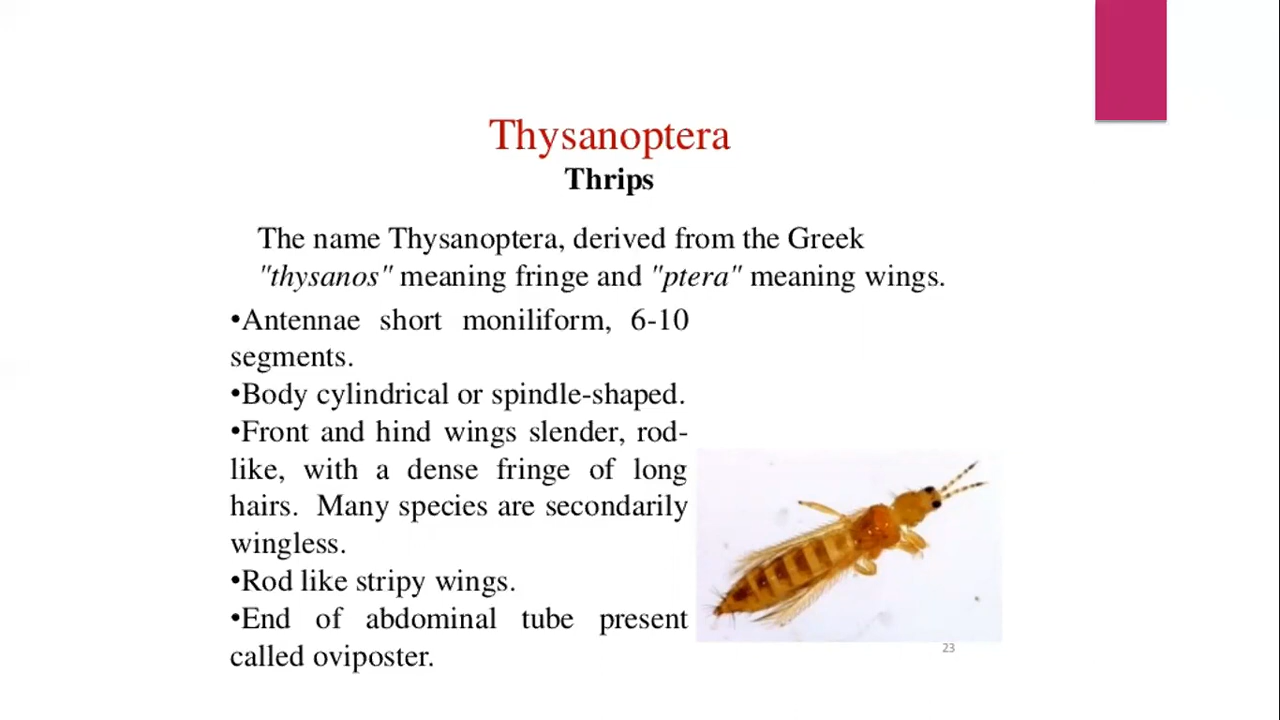 Thysanoptera
Thrips
The name Thysanoptera, derived from the Greek
"thysanos" meaning fringe and "ptera" meaning wings.
•Antennae short moniliform, 6-10
segments.
•Body cylindrical or spindle-shaped.
•Front and hind wings slender, rod-
like, with a dense fringe of long
hairs. Many species are secondarily
wingless.
•Rod like stripy wings.
•End of abdominal tube present
called oviposter.
23